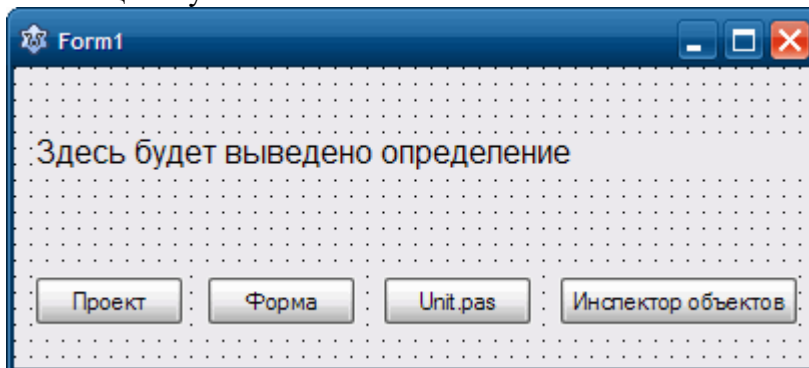 Form1
Здесь будет выведено определение
Проект Форма Unit.pas Инспектор объектов